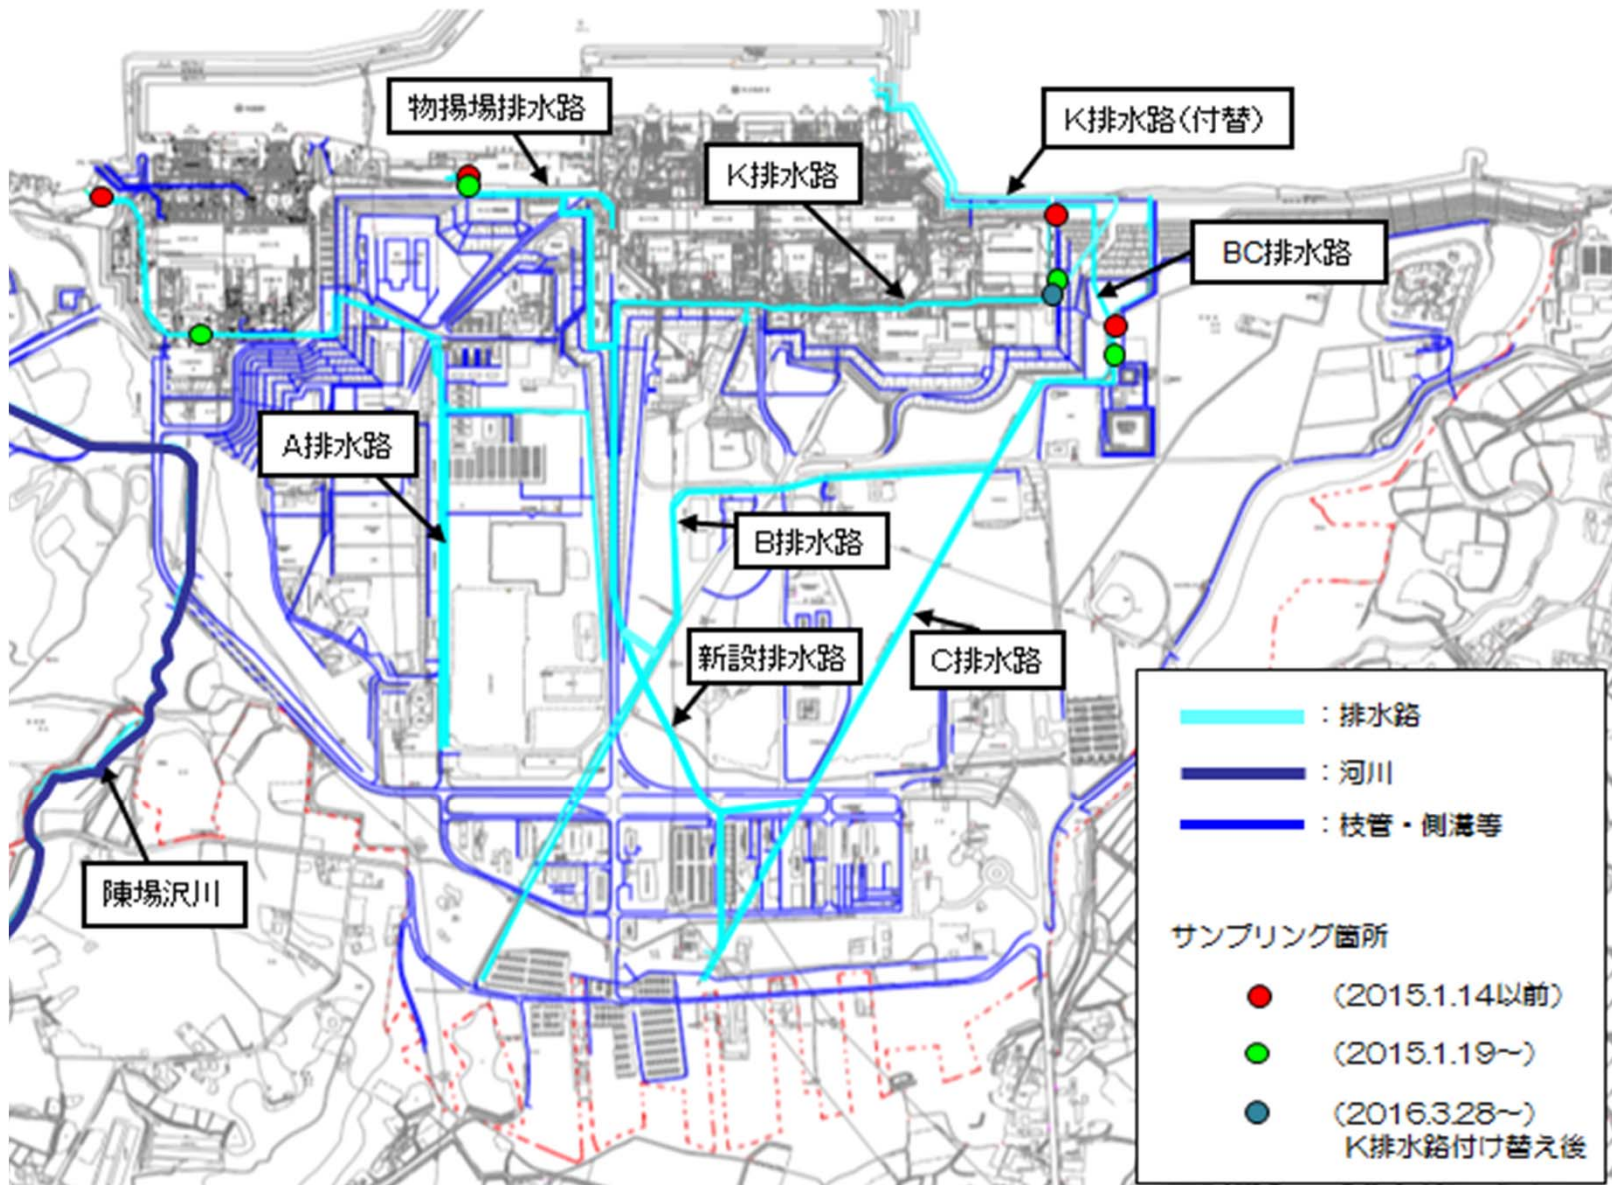 物揚場排水路
K排水路(付替)
K排水路
BC排水路
A排水路
B排水路
新設排水路
C排水路
陳場沢川
：排水路
：河川
：枝管・側溝等
サンプリング箇所
（2015.1.14以前）
（2015.1.19～）
（2016.3.28～）
K排水路付け替え後